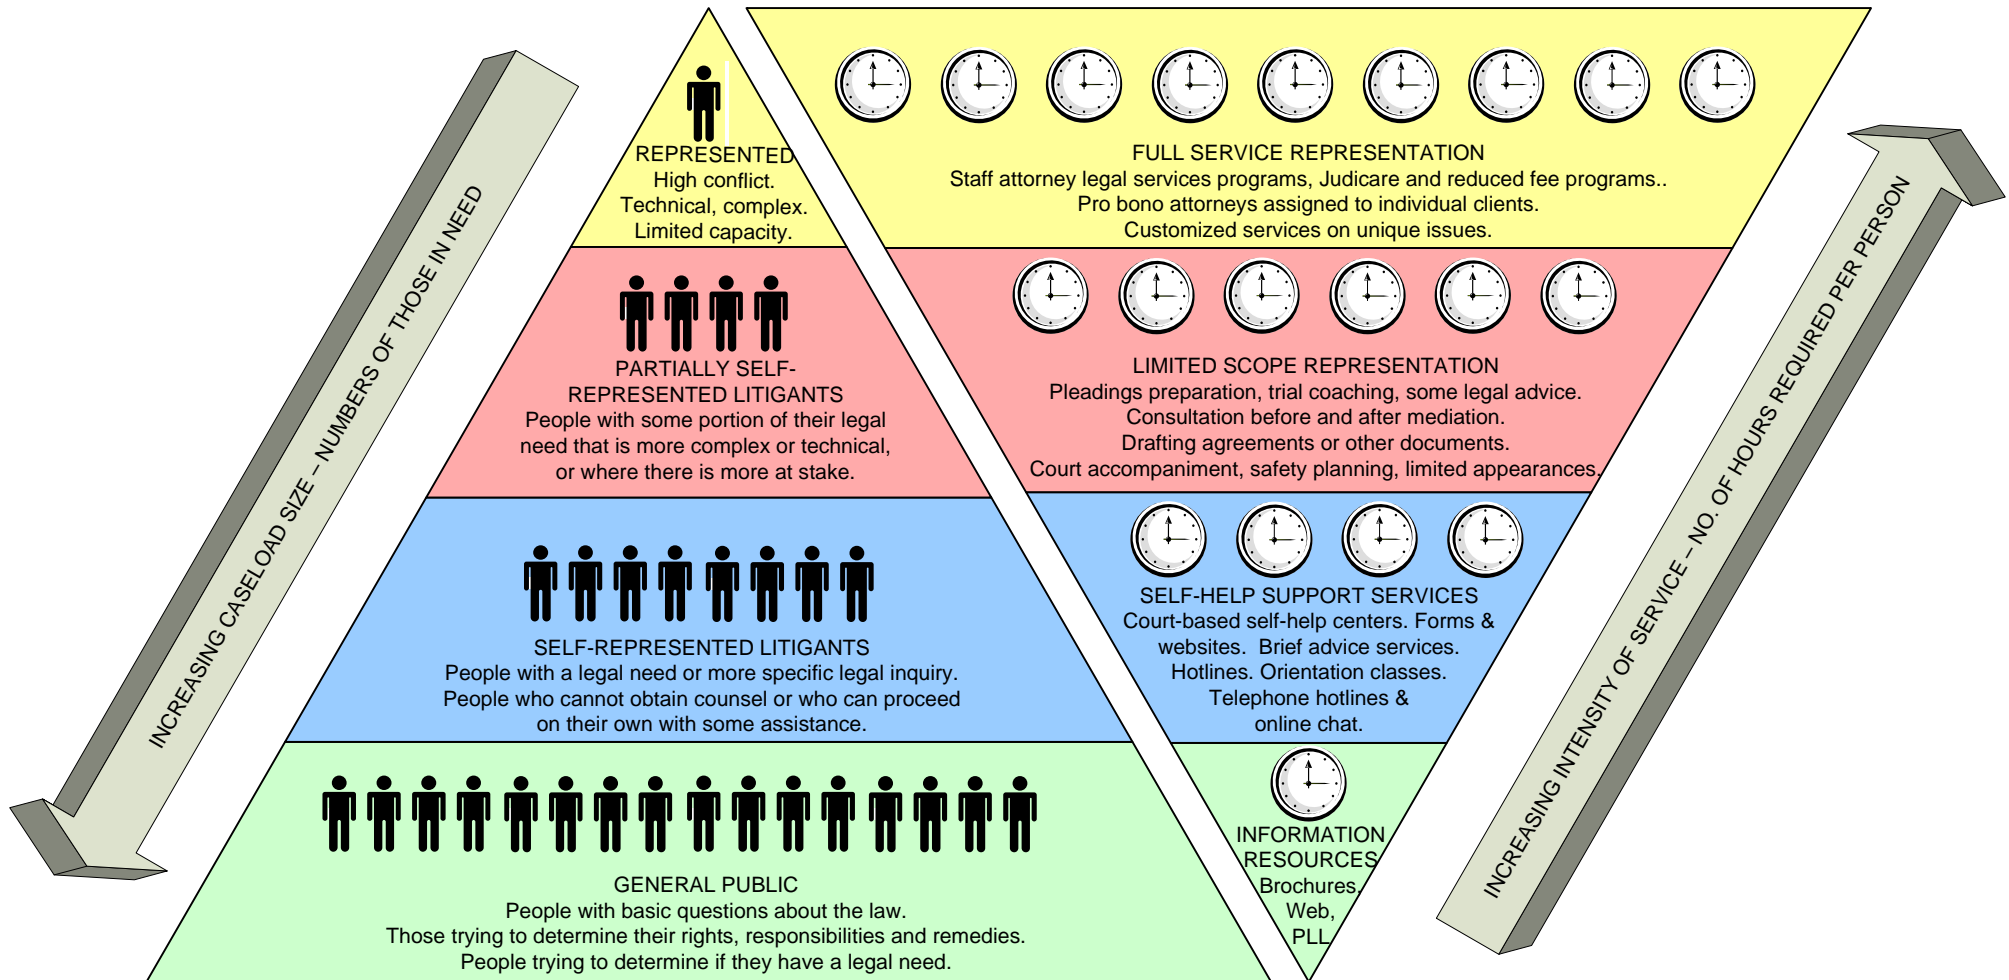 INCREASING CASELOAD SIZE – NUMBERS OF THOSE IN NEED
REPRESENTED
High conflict.
Technical, complex.
Limited capacity.
PARTIALLY SELF-
REPRESENTED LITIGANTS
People with some portion of their legal
need that is more complex or technical,
or where there is more at stake.
SELF-REPRESENTED LITIGANTS
People with a legal need or more specific legal inquiry.
People who cannot obtain counsel or who can proceed
on their own with some assistance.
GENERAL PUBLIC
People with basic questions about the law.
Those trying to determine their rights, responsibilities and remedies.
People trying to determine if they have a legal need.
FULL SERVICE REPRESENTATION
Staff attorney legal services programs, Judicare and reduced fee programs..
Pro bono attorneys assigned to individual clients.
Customized services on unique issues.
LIMITED SCOPE REPRESENTATION
Pleadings preparation, trial coaching, some legal advice.
Consultation before and after mediation.
Drafting agreements or other documents.
Court accompaniment, safety planning, limited appearances.
SELF-HELP SUPPORT SERVICES
Court-based self-help centers. Forms &
websites.  Brief advice services.
Hotlines. Orientation classes.
Telephone hotlines &
online chat.
INFORMATION
RESOURCES
Brochures,
Web,
PLL
INCREASING INTENSITY OF SERVICE – NO. OF HOURS REQUIRED PER PERSON